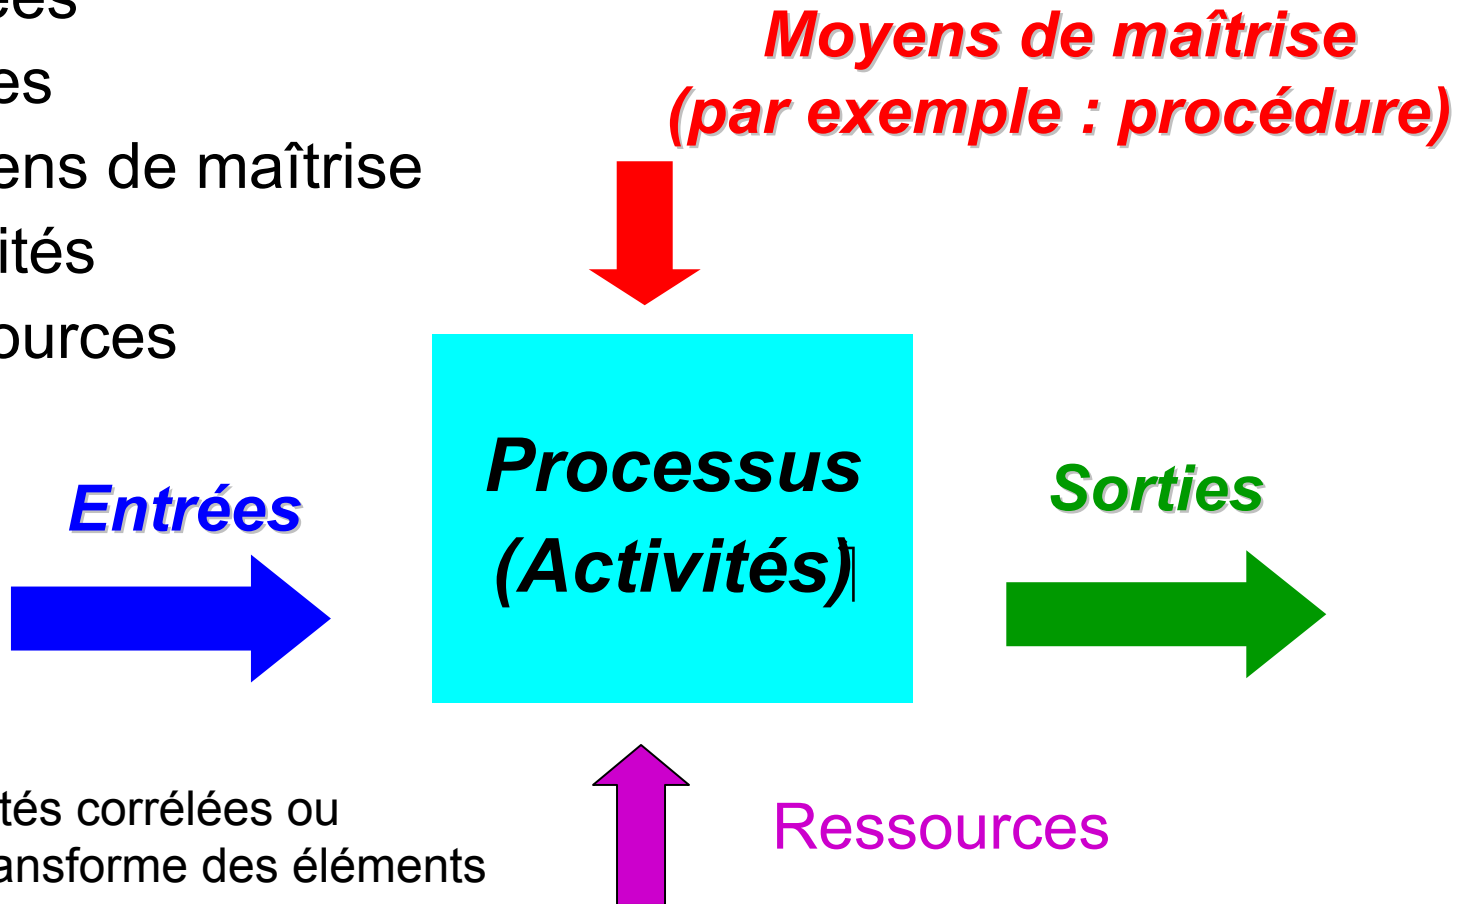 ées
es
ens de maîtrise
ités
ources
Moyens de maîtrise
(par exemple : procédure)
Processus
(Activités)
Entrées
Sorties
tés corrélées ou
ansforme des éléments
Ressources